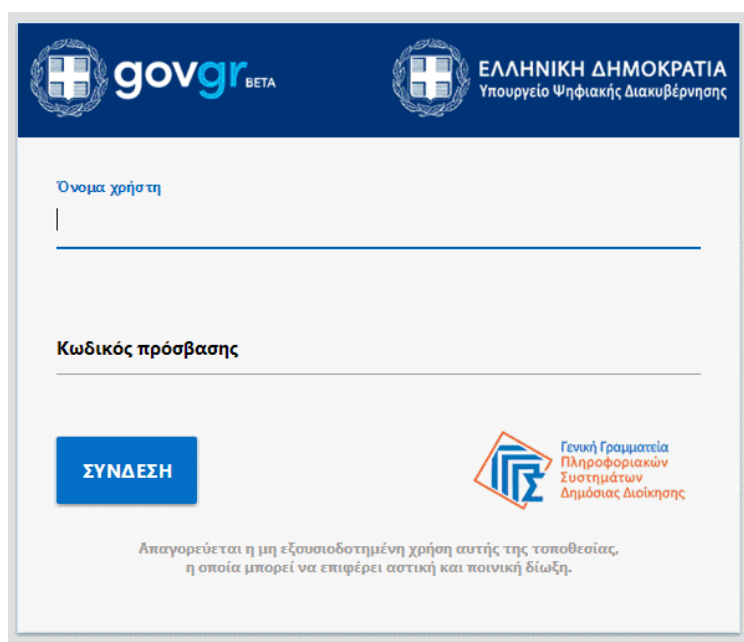 govgr BETA
ΕΛΛΗΝΙΚΗ ΔΗΜΟΚΡΑΤΙΑ
Υπουργείο Ψηφιακής Διακυβέρνησης
Όνομα χρήστη
Κωδικός πρόσβασης
ΣΥΝΔΕΣΗ
ΓΓΠΣ
Γενική Γραμματεία
Πληροφοριακών
Συστημάτων
Δημόσιας Διοίκησης
Απαγορεύεται η μη εξουσιοδοτημένη χρήση αυτής της τοποθεσίας,
η οποία μπορεί να επιφέρει αστική και ποινική δίωξη.